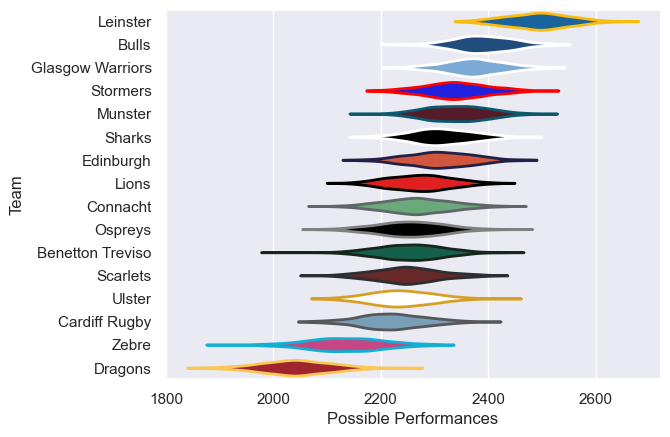 Leinster
Bulls
Glasgow Warriors
Stormers
Munster
Sharks
Edinburgh
Lions
Connacht
Ospreys
Benetton Treviso
Scarlets
Ulster
Cardiff Rugby
Zebre
Dragons
Team
1800 2000 2200 2400 2600
Possible Performances